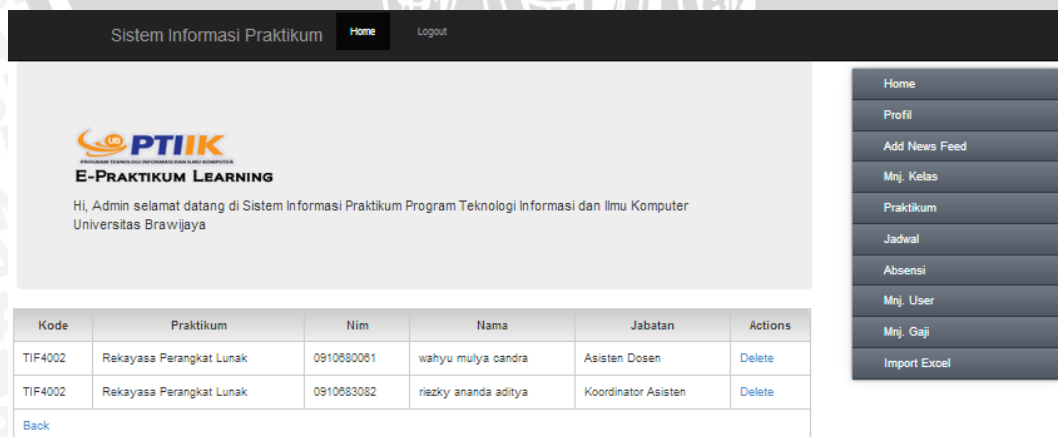 Sistem Informasi Praktikum Home Logout
PTIIK
PROGRAM TEKNOLOGI INFORMASI DAN ILMU KOMPUTER
E-PRAKTIKUM LEARNING
Hi, Admin selamat datang di Sistem Informasi Praktikum Program Teknologi Informasi dan Ilmu Komputer
Universitas Brawijaya
Kode Praktikum Nim Nama Jabatan Actions
TIF4002 Rekayasa Perangkat Lunak 0910680061 wahyu mulya candra Asisten Dosen Delete
TIF4002 Rekayasa Perangkat Lunak 0910683082 riezky ananda aditya Koordinator Asisten Delete
Back
Home
Profil
Add News Feed
Mnj. Kelas
Praktikum
Jadwal
Absensi
Mnj. User
Mnj. Gaji
Import Excel